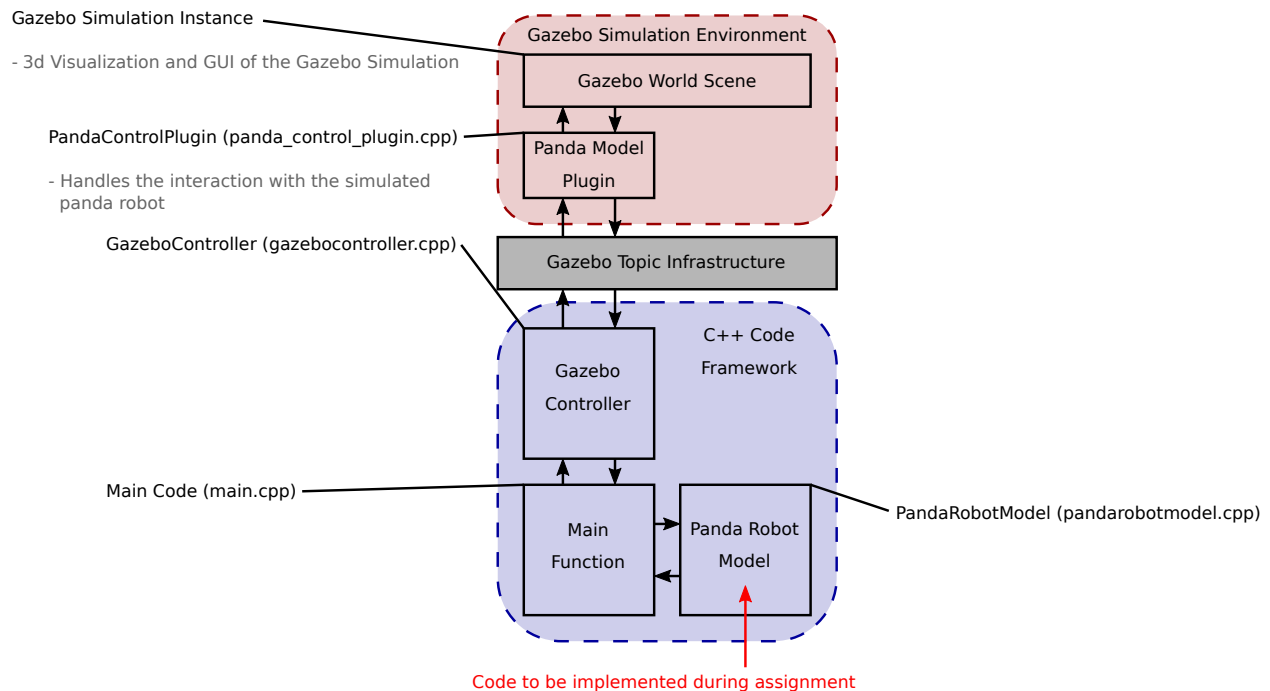 Gazebo Simulation Instance
- 3d Visualization and GUI of the Gazebo Simulation
Gazebo Simulation Environment
Gazebo World Scene
PandaControlPlugin (panda_control_plugin.cpp)
- Handles the interaction with the simulated
panda robot
Panda Model
Plugin
GazeboController (gazebocontroller.cpp)
Gazebo Topic Infrastructure
C++ Code
Framework
Gazebo
Controller
Main Code (main.cpp)
Main
Function
Panda Robot
Model
PandaRobotModel (pandarobotmodel.cpp)
Code to be implemented during assignment